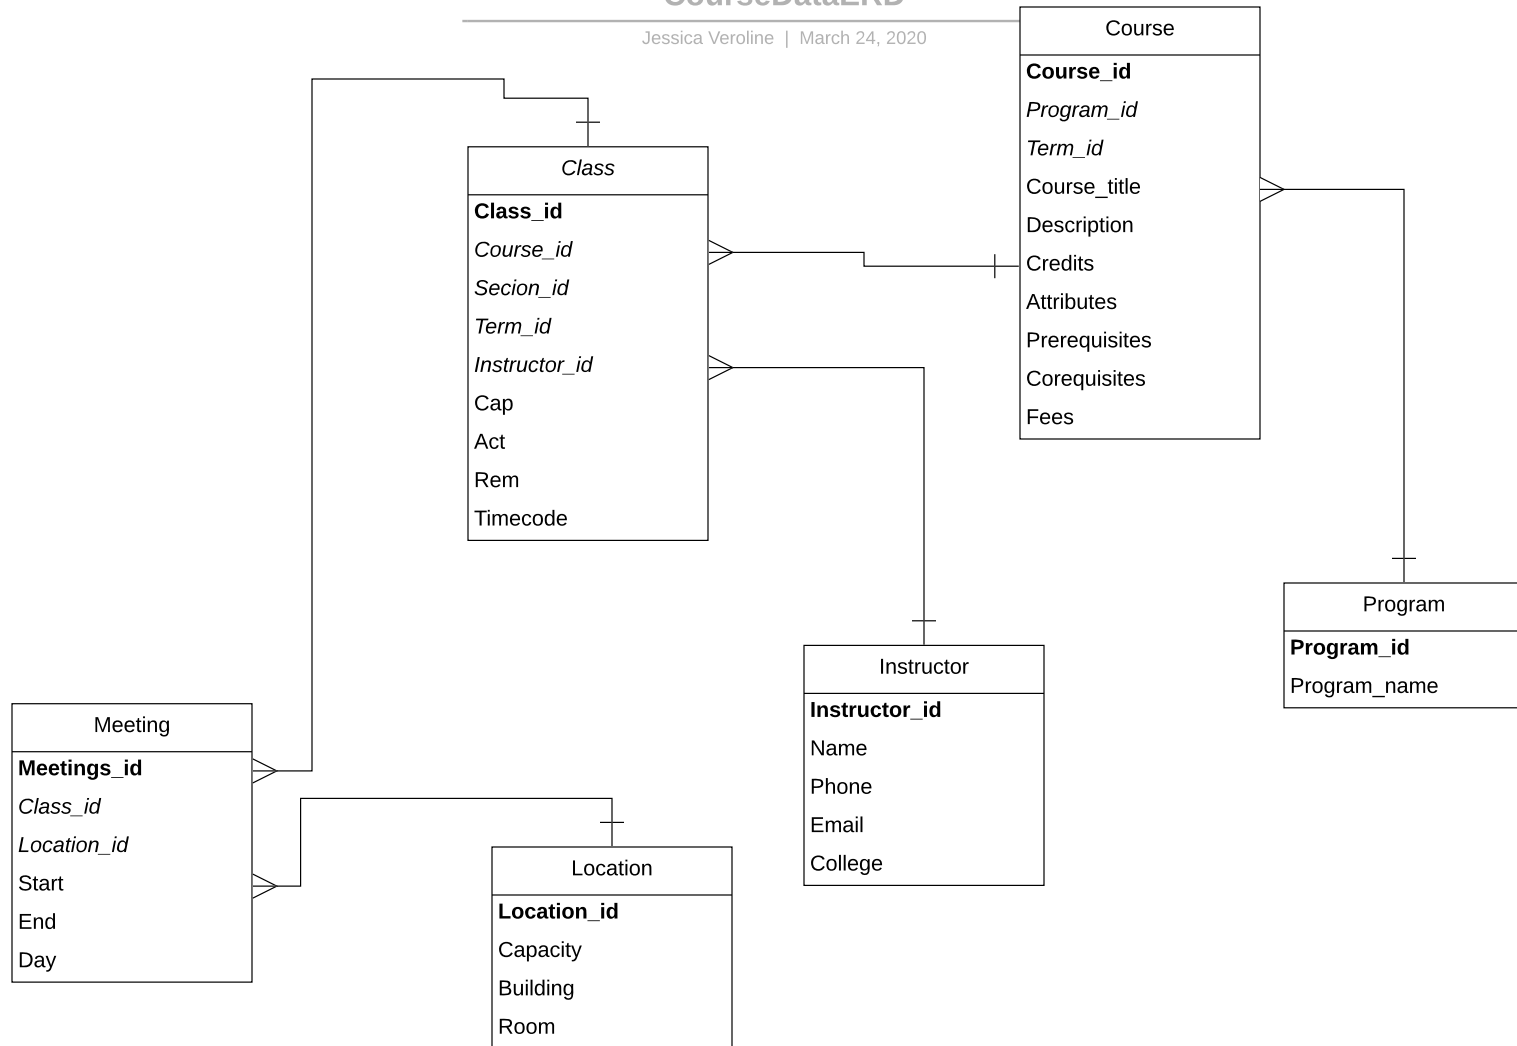 CourseDataERD
Jessica Veroline | March 24, 2020
Course
Course_id
Program_id
Term_id
Course_title
Description
Credits
Attributes
Prerequisites
Corequisites
Fees
Class
Class_id
Course_id
Secion_id
Term_id
Instructor_id
Cap
Act
Rem
Timecode
Program
Program_id
Program_name
Instructor
Instructor_id
Name
Phone
Email
College
Meeting
Meetings_id
Class_id
Location_id
Start
End
Day
Location
Location_id
Capacity
Building
Room